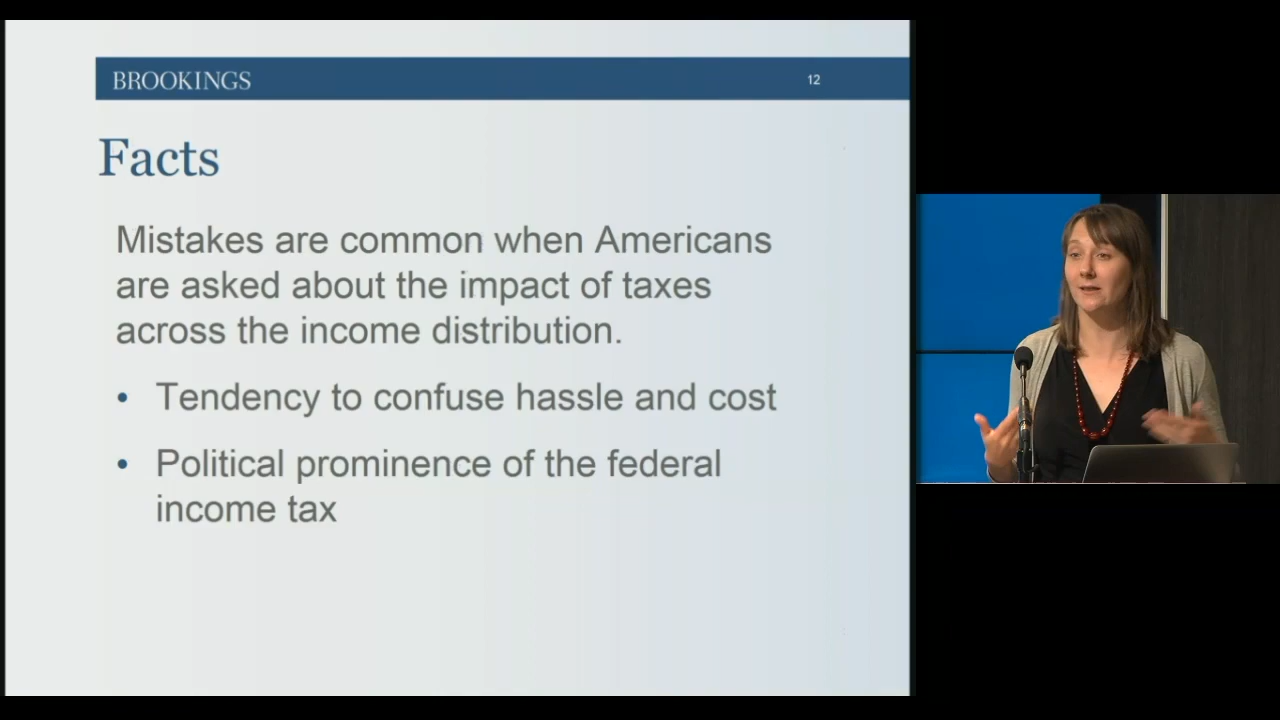 BROOKINGS
12
Facts
Mistakes are common when Americans
are asked about the impact of taxes
across the income distribution.
• Tendency to confuse hassle and cost
• Political prominence of the federal
income tax